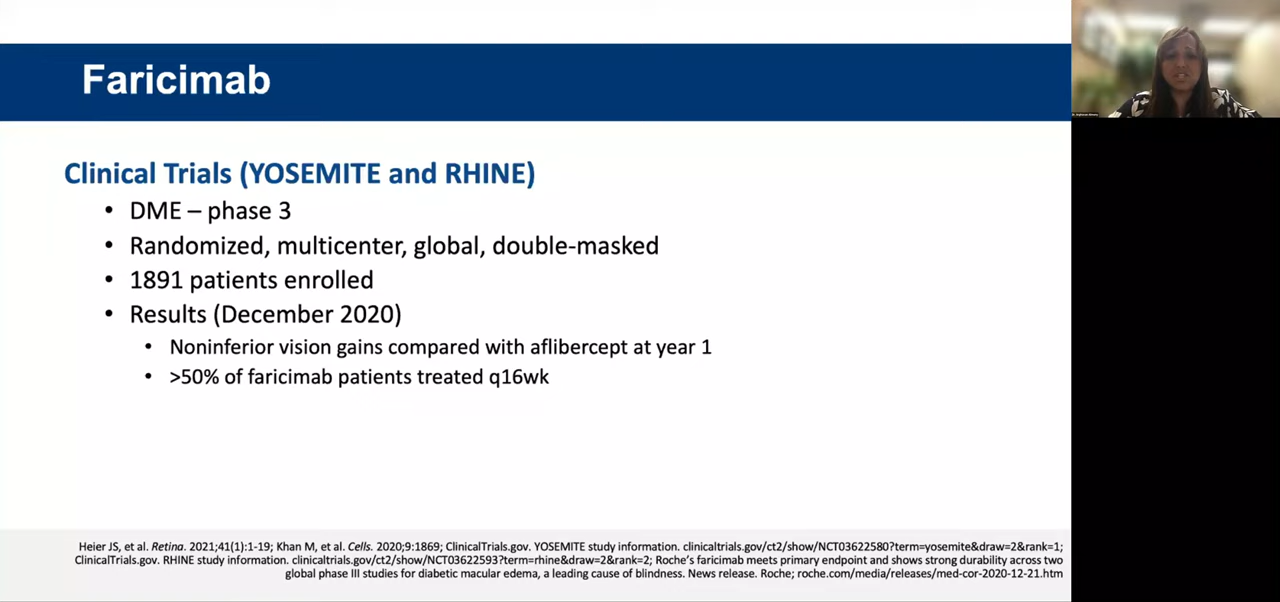 Faricimab
Clinical Trials (YOSEMITE and RHINE)
• DME – phase 3
• Randomized, multicenter, global, double-masked
• 1891 patients enrolled
• Results (December 2020)
• Noninferior vision gains compared with aflibercept at year 1
• >50% of faricimab patients treated q16wk
Heier JS, et al. Retina. 2021;41(1):1-19; Khan M, et al. Cells. 2020;9:1869; ClinicalTrials.gov. YOSEMITE study information. clinicaltrials.gov/ct2/show/NCT03622580?term=yosemite&draw=2&rank=1;
ClinicalTrials.gov. RHINE study information. clinicaltrials.gov/ct2/show/NCT03622593?term=rhine&draw=2&rank=2; Roche's faricimab meets primary endpoint and shows strong durability across two
global phase III studies for diabetic macular edema, a leading cause of blindness. News release. Roche; roche.com/media/releases/med-cor-2020-12-21.htm